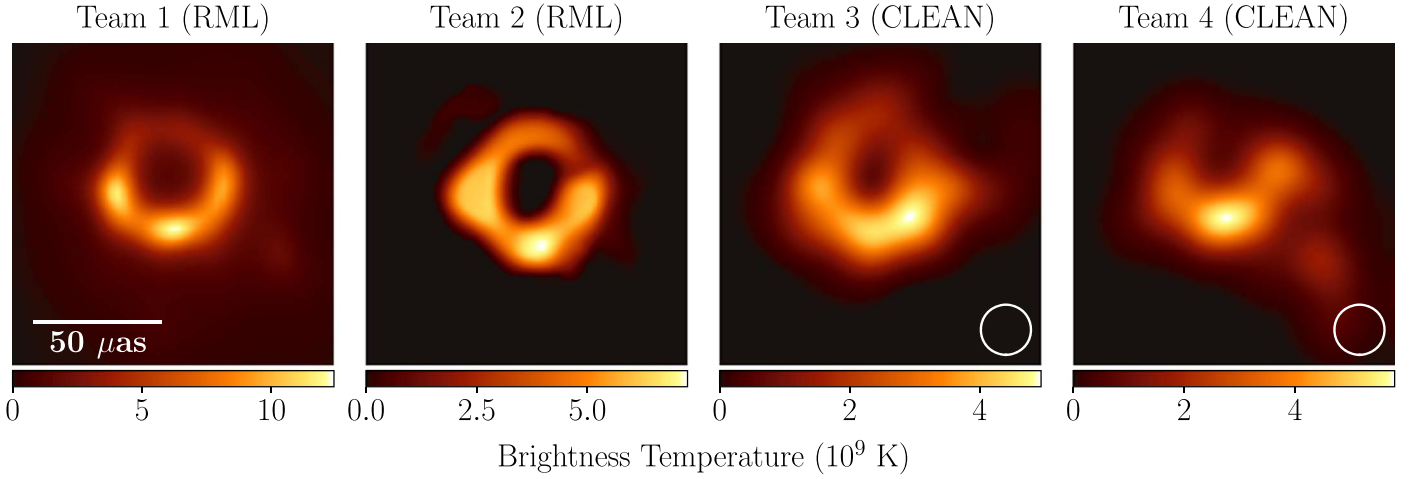 Team 1 (RML) Team 2 (RML) Team 3 (CLEAN) Team 4 (CLEAN)
50 μas
0 5 10 0.0 2.5 5.0 0 2 4 0 2 4
Brightness Temperature (10⁹ K)